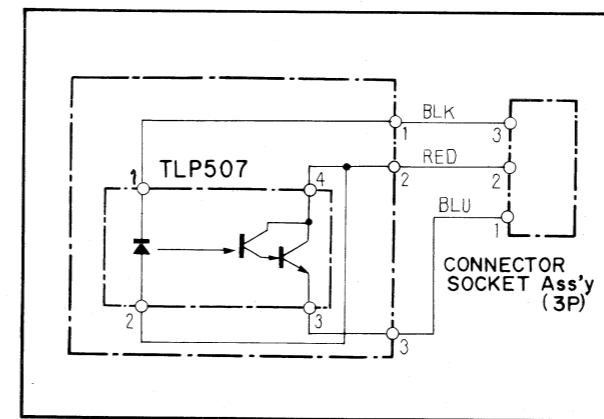 BLK
1
3
RED
2
2
BLU
1
TLP507
1
4
2
3
3
CONNECTOR
SOCKET Ass'y
(3P)